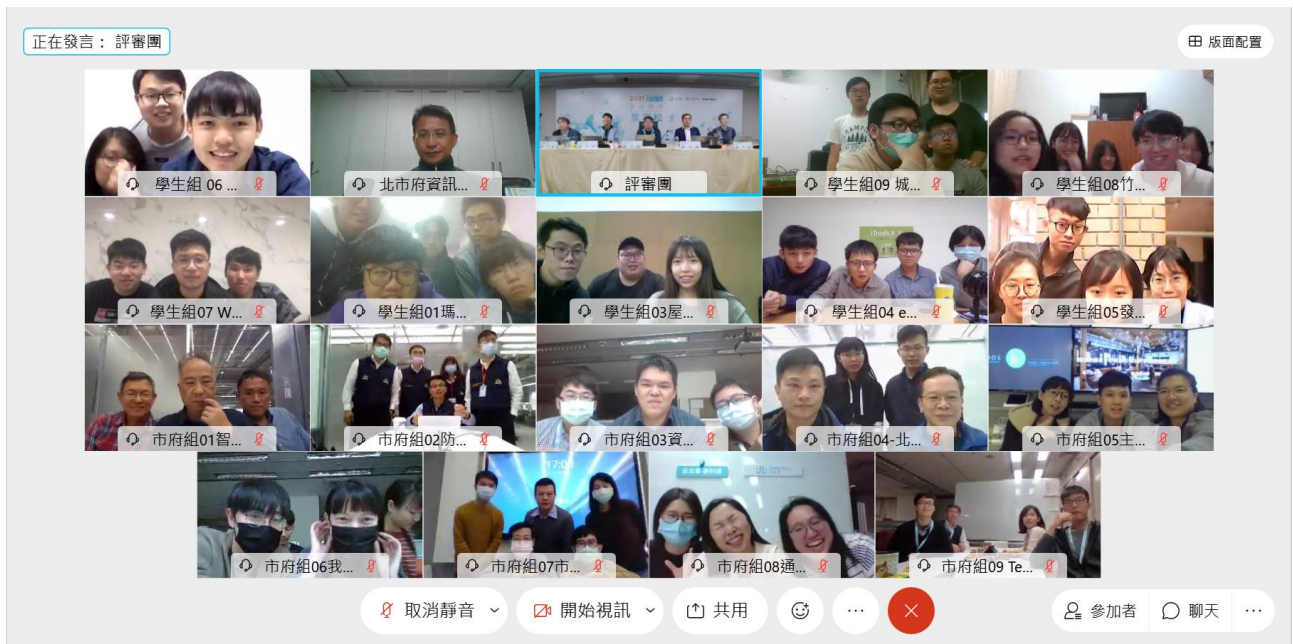 正在發言： 評審團
版面配置
2021
學生組 06 ...
北市府資訊...
評審團
學生組09 城...
學生組08竹...
學生組07 W...
學生組01瑪...
學生組03屋...
學生組04 e...
學生組05發...
市府組01智...
市府組02防...
市府組03資...
市府組04-北...
市府組05主...
17:00
市府組06我...
市府組07市...
市府組08通...
市府組09 Te...
取消靜音
開始視訊
共用
參加者
聊天